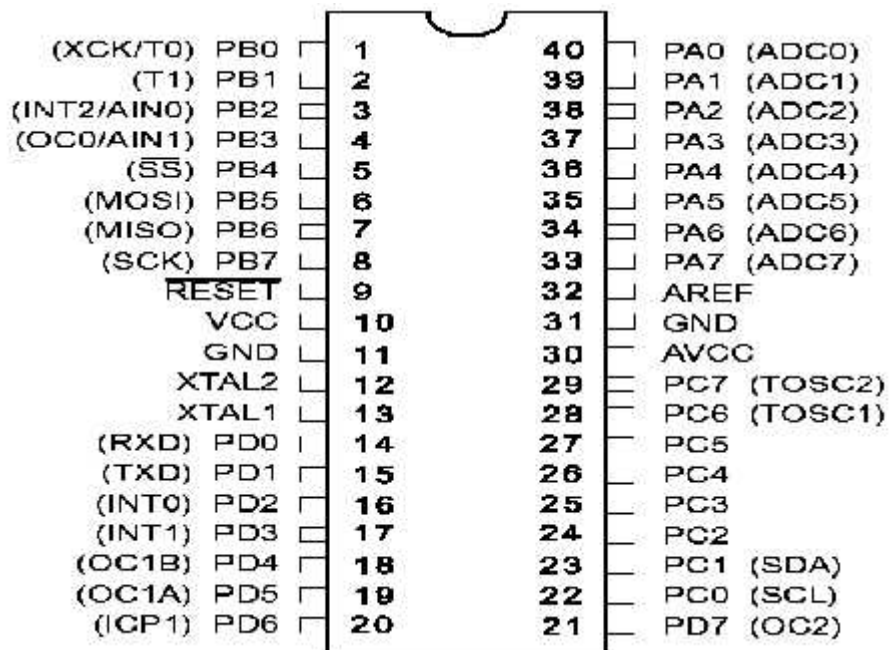 (XCK/T0) PB0 1 40 PA0 (ADC0)
(T1) PB1 2 39 PA1 (ADC1)
(INT2/AIN0) PB2 3 38 PA2 (ADC2)
(OC0/AIN1) PB3 4 37 PA3 (ADC3)
(SS) PB4 5 36 PA4 (ADC4)
(MOSI) PB5 6 35 PA5 (ADC5)
(MISO) PB6 7 34 PA6 (ADC6)
(SCK) PB7 8 33 PA7 (ADC7)
RESET 9 32 AREF
VCC 10 31 GND
GND 11 30 AVCC
XTAL2 12 29 PC7 (TOSC2)
XTAL1 13 28 PC6 (TOSC1)
(RXD) PD0 14 27 PC5
(TXD) PD1 15 26 PC4
(INT0) PD2 16 25 PC3
(INT1) PD3 17 24 PC2
(OC1B) PD4 18 23 PC1 (SDA)
(OC1A) PD5 19 22 PC0 (SCL)
(ICP1) PD6 20 21 PD7 (OC2)